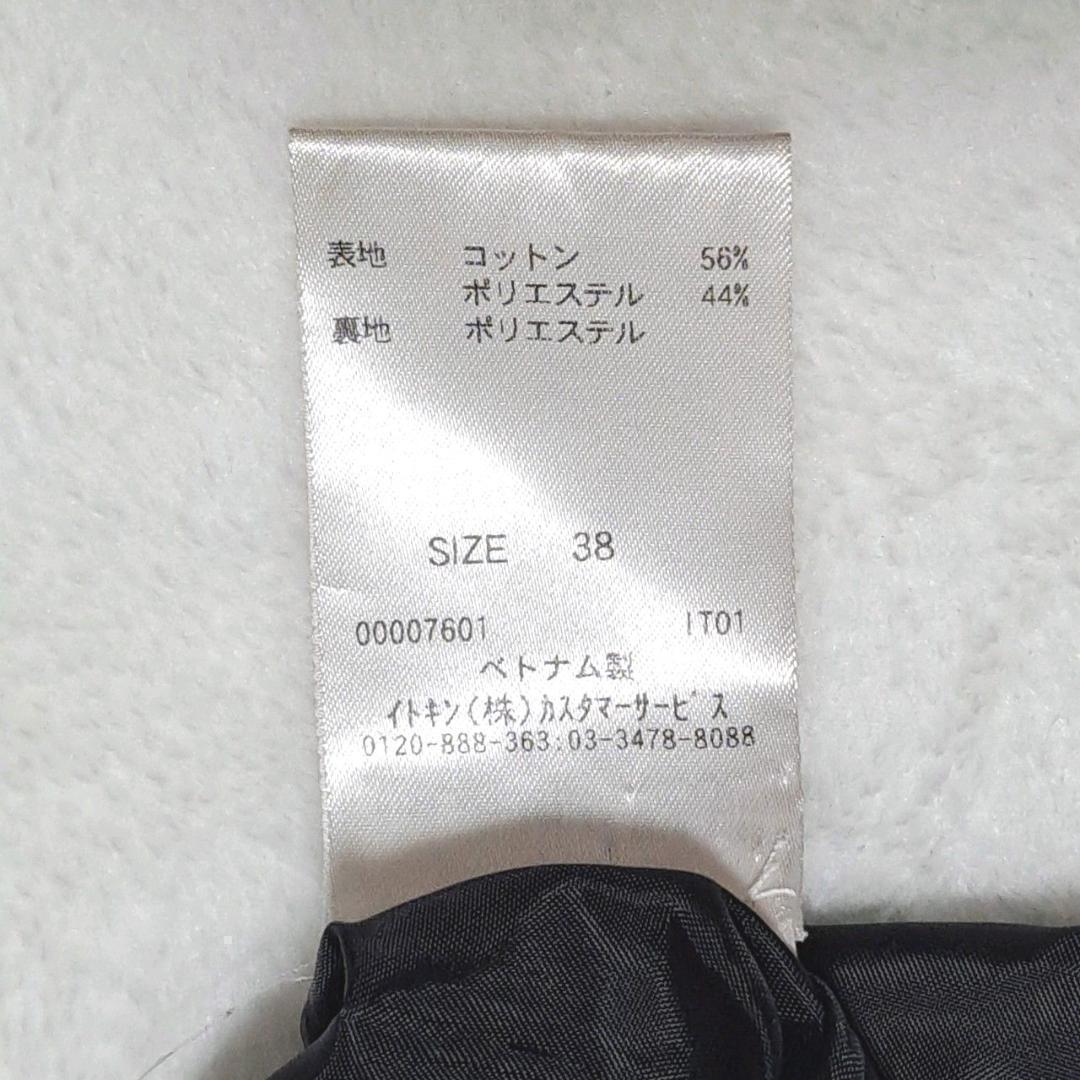 表地 コットン 56%
ポリエステル 44%
裏地 ポリエステル
SIZE 38
00007601 IT01
ベトナム製
イトキン(株)カスタマーサービス
0120-888-363:03-3478-8088